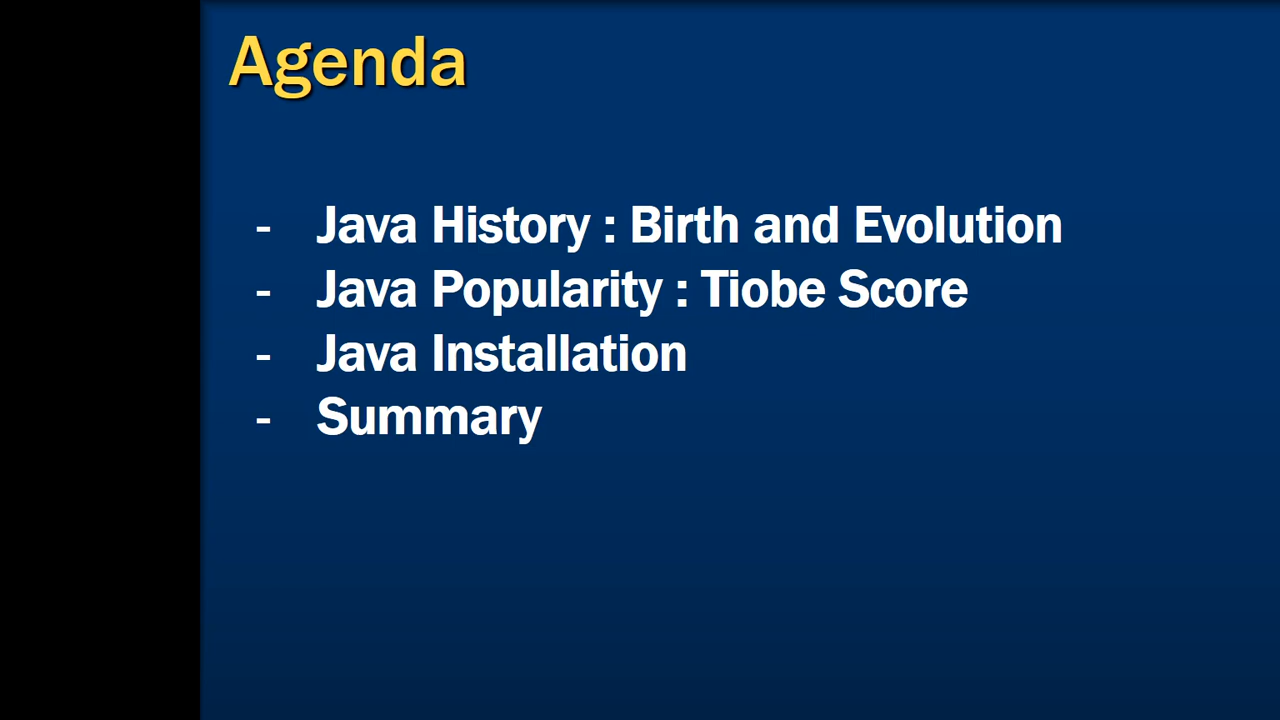 Agenda
- Java History : Birth and Evolution
- Java Popularity : Tiobe Score
- Java Installation
- Summary